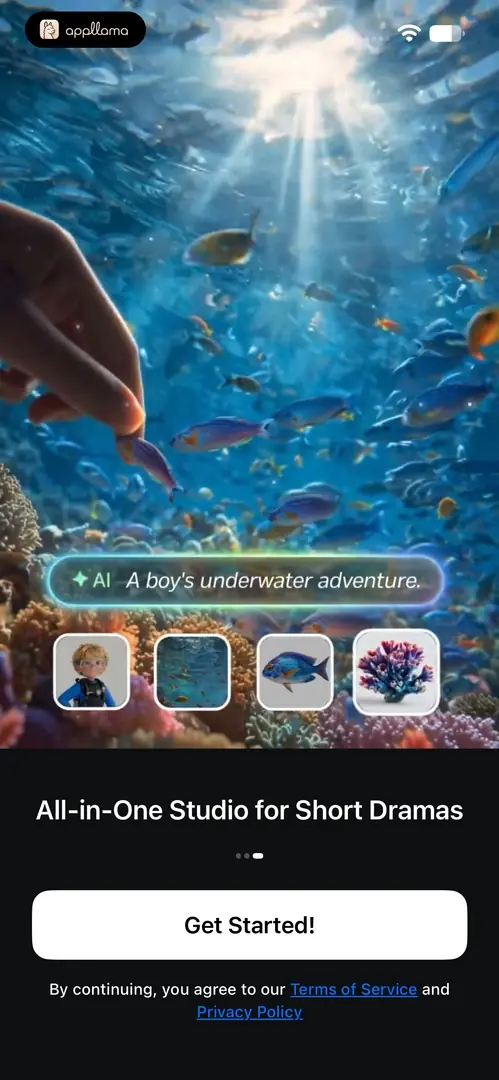 appllama
AI A boy's underwater adventure.
All-in-One Studio for Short Dramas
Get Started!
By continuing, you agree to our Terms of Service and
Privacy Policy